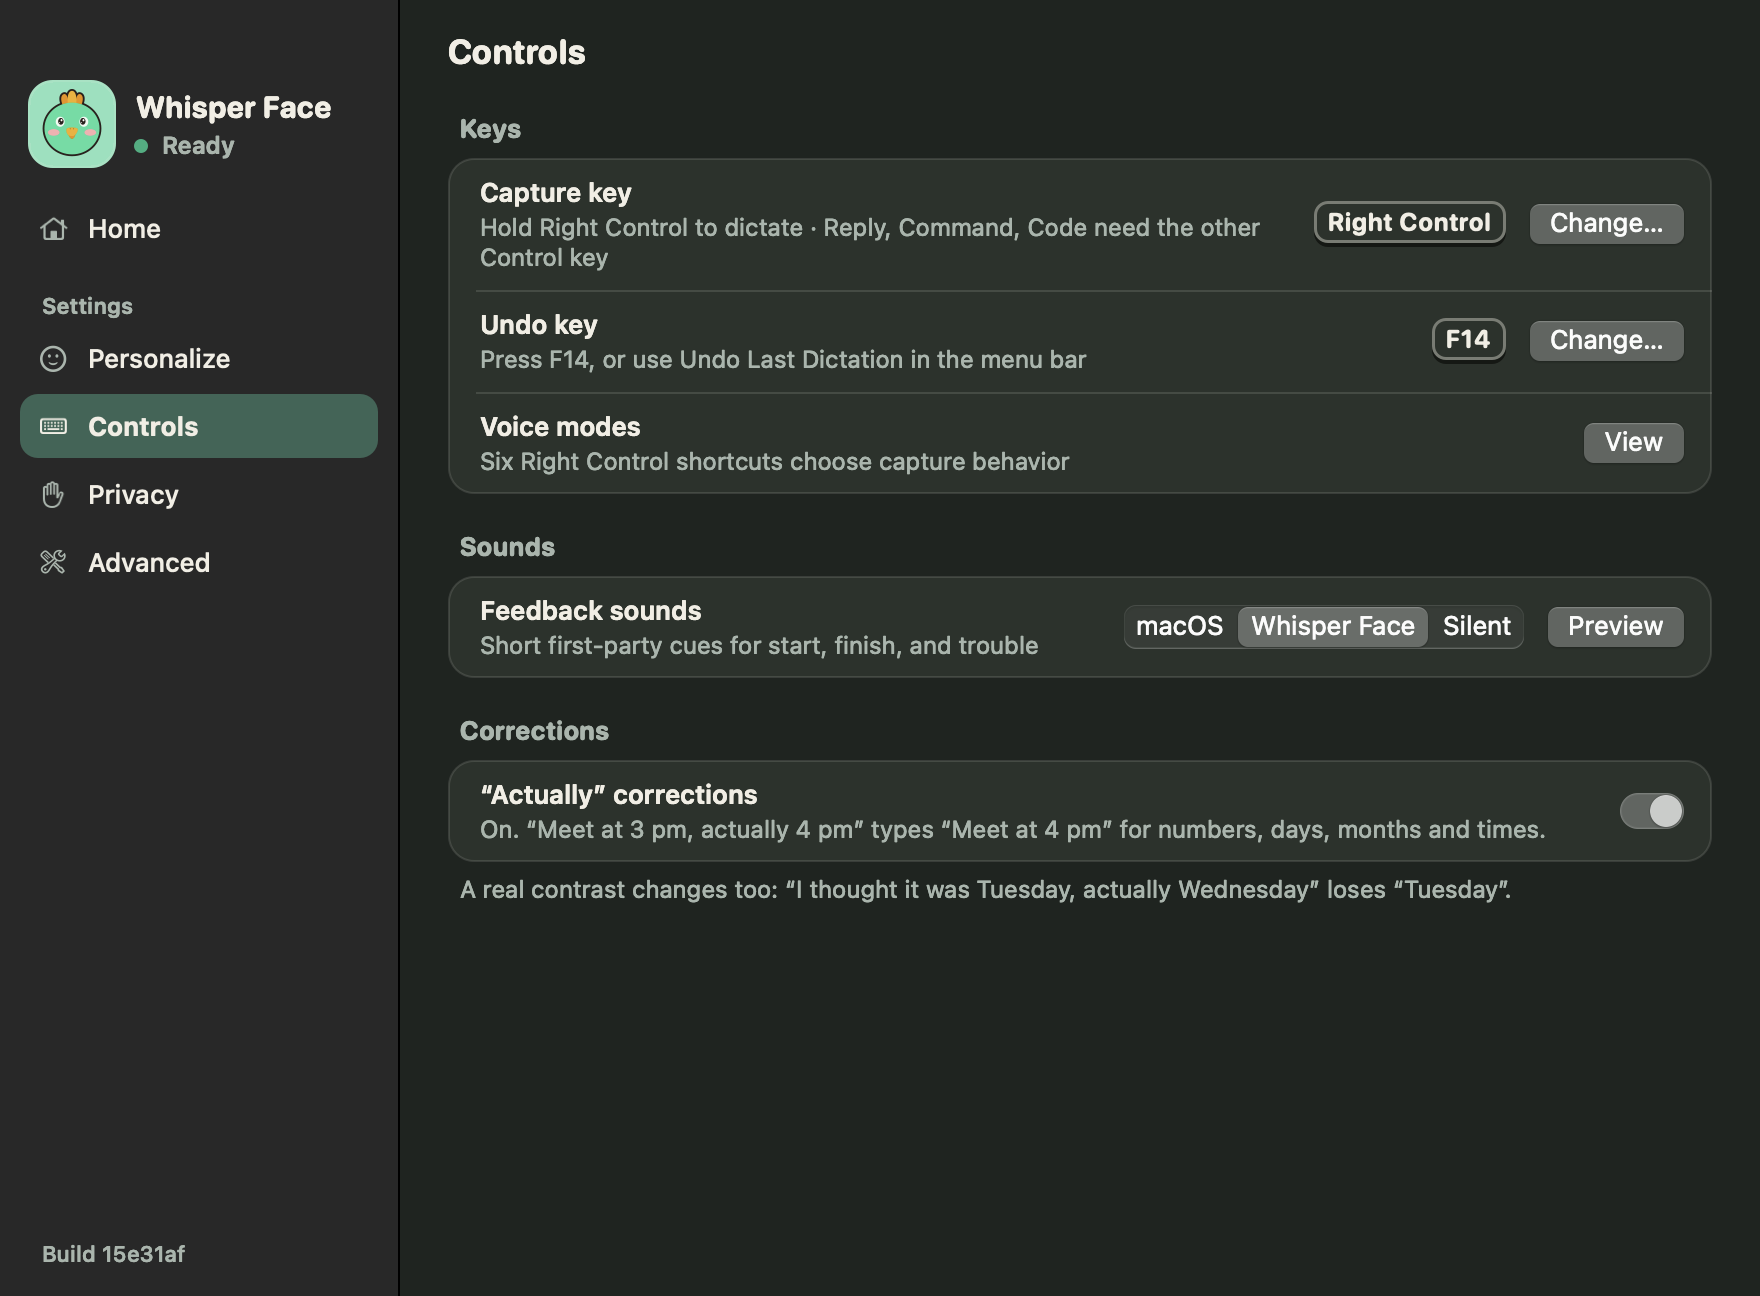 Controls
Whisper Face
Ready
Home
Settings
Personalize
Controls
Privacy
Advanced
Build 15e31af
Keys
Capture key
Hold Right Control to dictate · Reply, Command, Code need the other
Control key
Right Control
Change...
Undo key
Press F14, or use Undo Last Dictation in the menu bar
F14
Change...
Voice modes
Six Right Control shortcuts choose capture behavior
View
Sounds
Feedback sounds
Short first-party cues for start, finish, and trouble
macOS
Whisper Face
Silent
Preview
Corrections
“Actually” corrections
On. “Meet at 3 pm, actually 4 pm” types “Meet at 4 pm” for numbers, days, months and times.
A real contrast changes too: “I thought it was Tuesday, actually Wednesday” loses “Tuesday”.